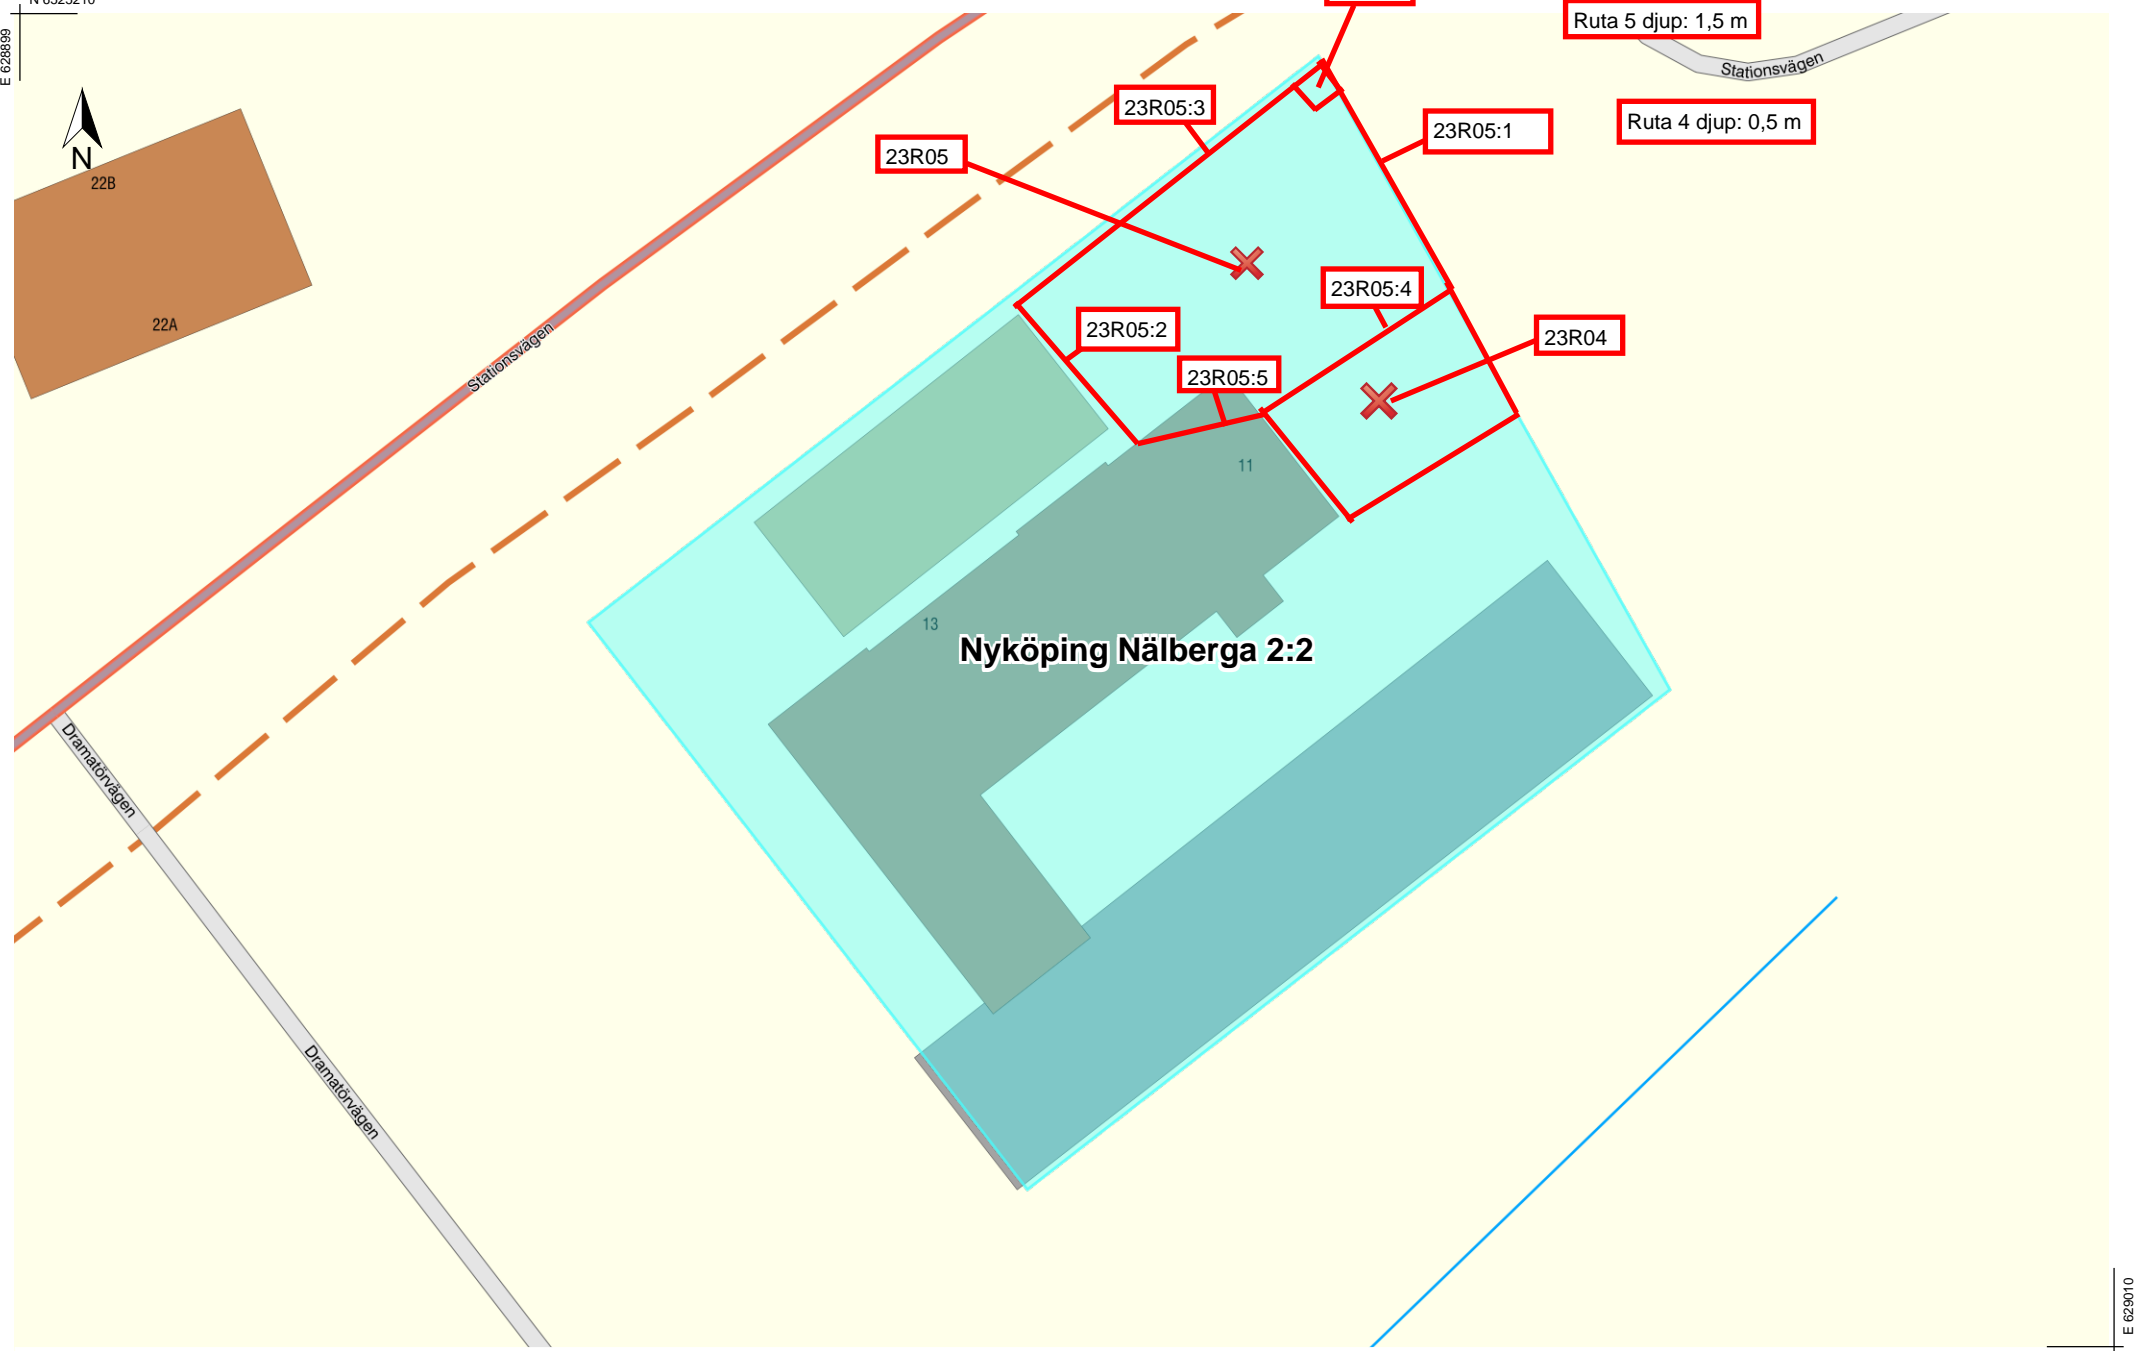 E 628899
Ruta 5 djup: 1,5 m
Stationsvägen
23R05:3
23R05:1
Ruta 4 djup: 0,5 m
23R05
N
22B
23R05:4
22A
23R05:2
23R04
Stationsvägen
23R05:5
11
13
Nyköping Nälberga 2:2
Dramatörvägen
Dramatörvägen
E 629010